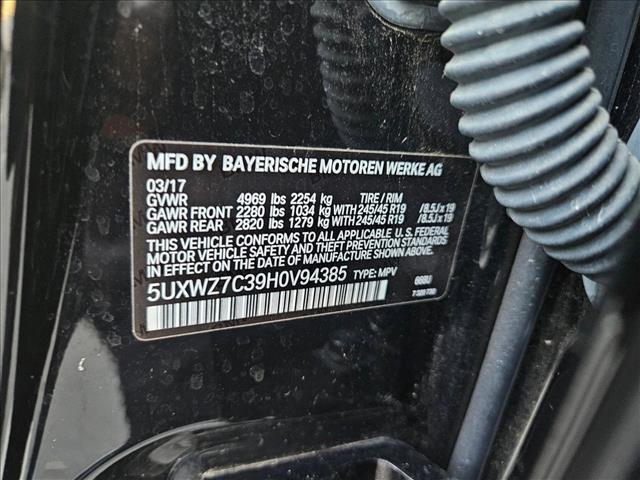 MFD BY BAYERISCHE MOTOREN WERKE AG
03/17
GVWR 4969 lbs 2254 kg TIRE / RIM
GAWR FRONT 2280 lbs 1034 kg WITH 245/45 R19 /8.5J x 19
GAWR REAR 2820 lbs 1279 kg WITH 245/45 R19 /8.5J x 19
THIS VEHICLE CONFORMS TO ALL APPLICABLE U.S. FEDERAL
MOTOR VEHICLE SAFETY AND THEFT PREVENTION STANDARDS
IN EFFECT ON THE DATE OF MANUFACTURE SHOWN ABOVE.
5UXWZ7C39H0V94385 TYPE: MPV